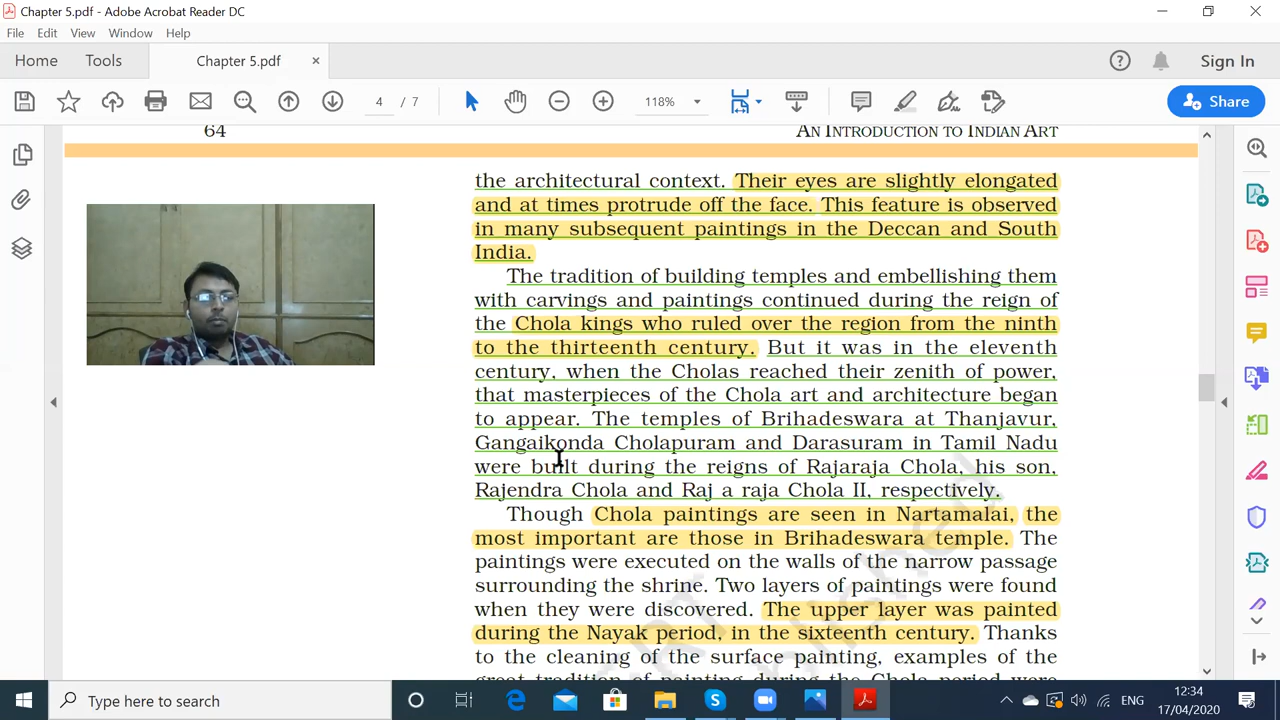 Chapter 5.pdf - Adobe Acrobat Reader DC
File Edit View Window Help
Home Tools Chapter 5.pdf × Sign In
4 / 7 118% Share
64 AN INTRODUCTION TO INDIAN ART
the architectural context. Their eyes are slightly elongated
and at times protrude off the face. This feature is observed
in many subsequent paintings in the Deccan and South
India.
The tradition of building temples and embellishing them
with carvings and paintings continued during the reign of
the Chola kings who ruled over the region from the ninth
to the thirteenth century. But it was in the eleventh
century, when the Cholas reached their zenith of power,
that masterpieces of the Chola art and architecture began
to appear. The temples of Brihadeswara at Thanjavur,
Gangaikonda Cholapuram and Darasuram in Tamil Nadu
were built during the reigns of Rajaraja Chola, his son,
Rajendra Chola and Raj a raja Chola II, respectively.
Though Chola paintings are seen in Nartamalai, the
most important are those in Brihadeswara temple. The
paintings were executed on the walls of the narrow passage
surrounding the shrine. Two layers of paintings were found
when they were discovered. The upper layer was painted
during the Nayak period, in the sixteenth century. Thanks
to the cleaning of the surface painting, examples of the
great tradition of painting during the Chola period were
Type here to search
ENG
12:34
17/04/2020